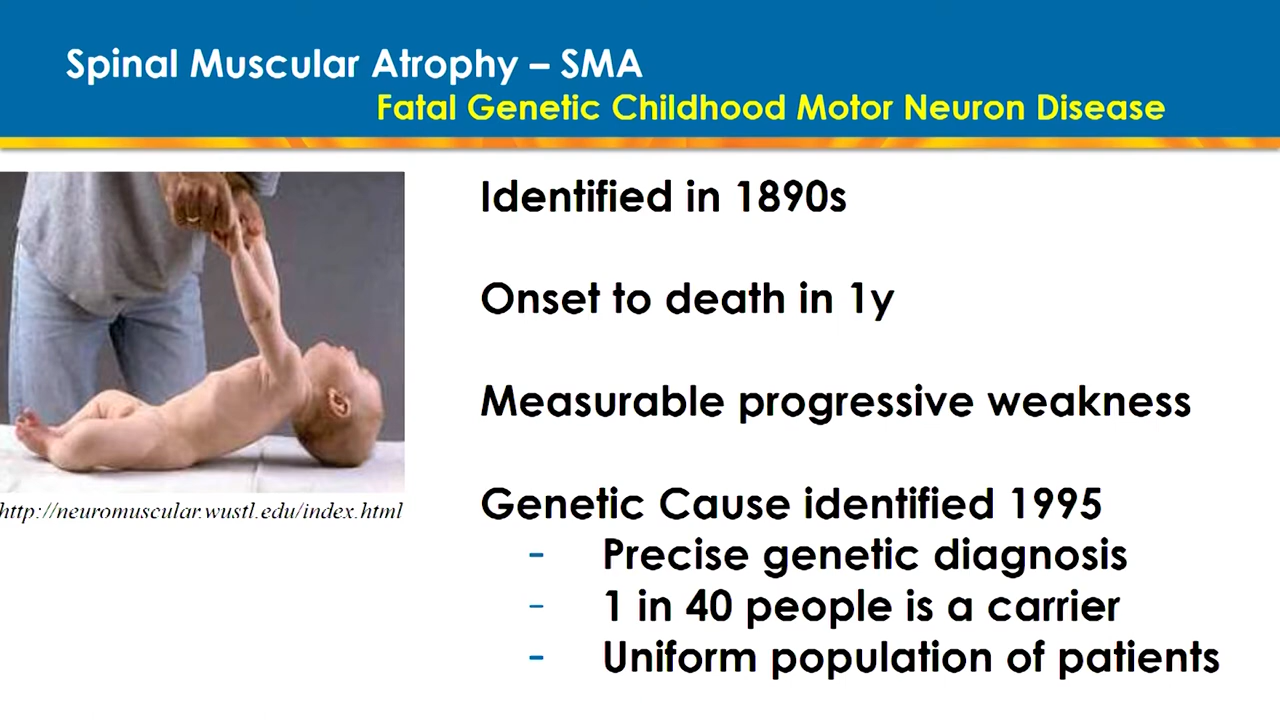 Spinal Muscular Atrophy – SMA
Fatal Genetic Childhood Motor Neuron Disease
Identified in 1890s
Onset to death in 1y
Measurable progressive weakness
http://neuromuscular.wustl.edu/index.html
Genetic Cause identified 1995
- Precise genetic diagnosis
- 1 in 40 people is a carrier
- Uniform population of patients